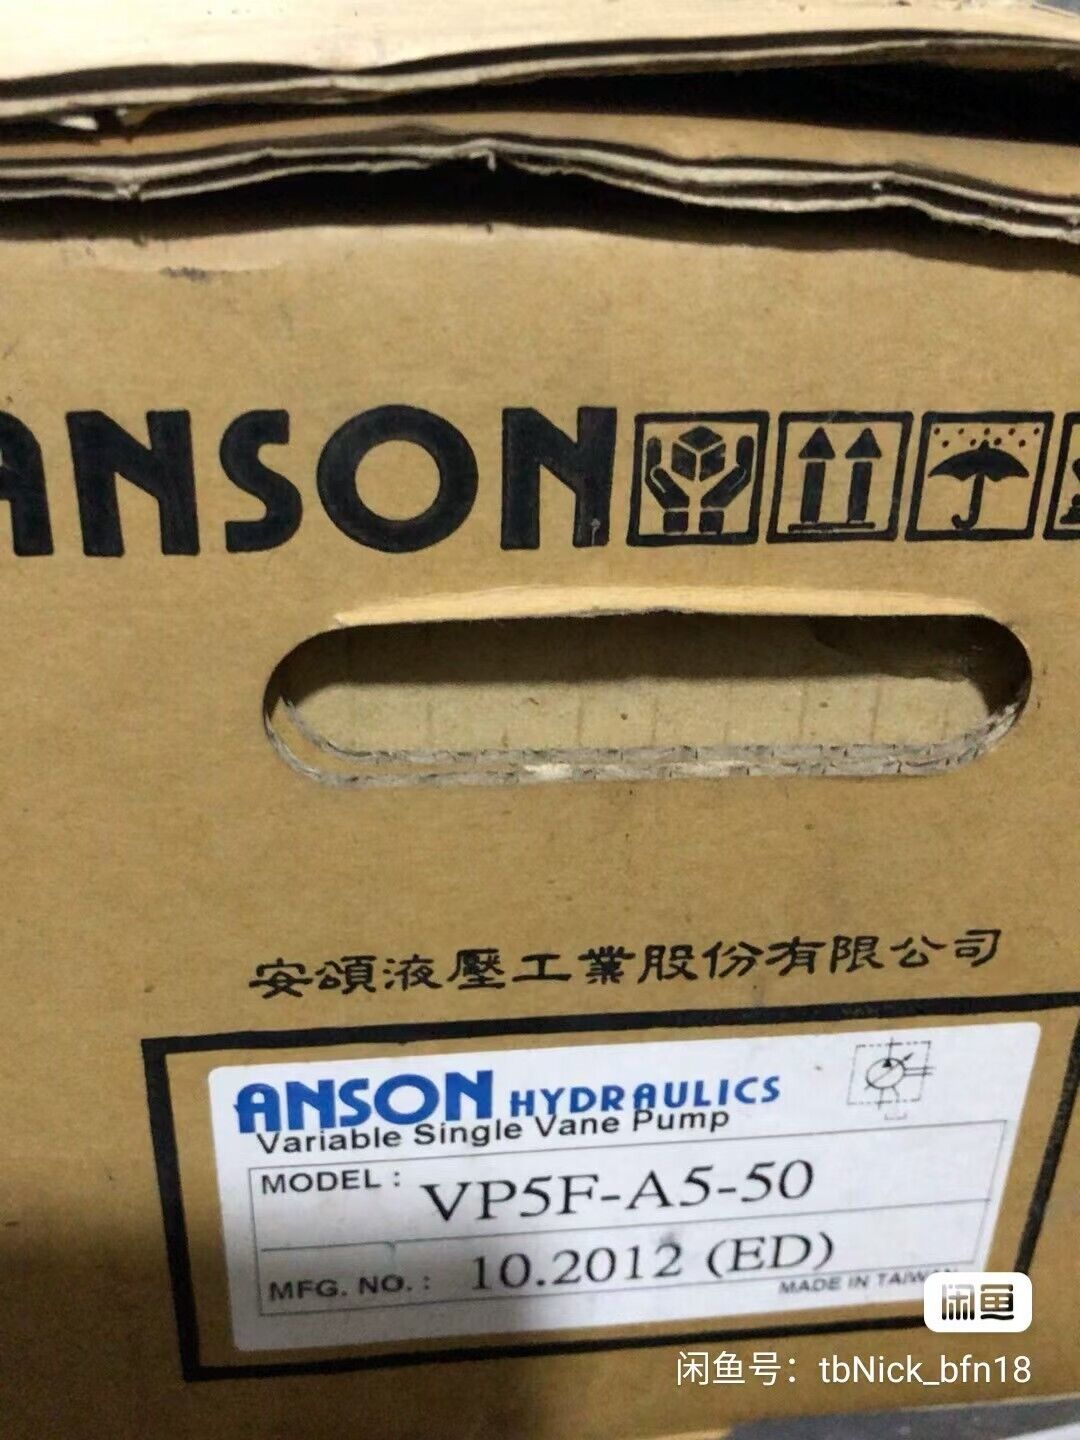 ANSON
安頌液壓工業股份有限公司
ANSON HYDRAULICS
Variable Single Vane Pump
MODEL : VP5F-A5-50
MFG. NO. : 10.2012 (ED)
MADE IN TAIWAN
闲鱼
闲鱼号：tbNick_bfn18